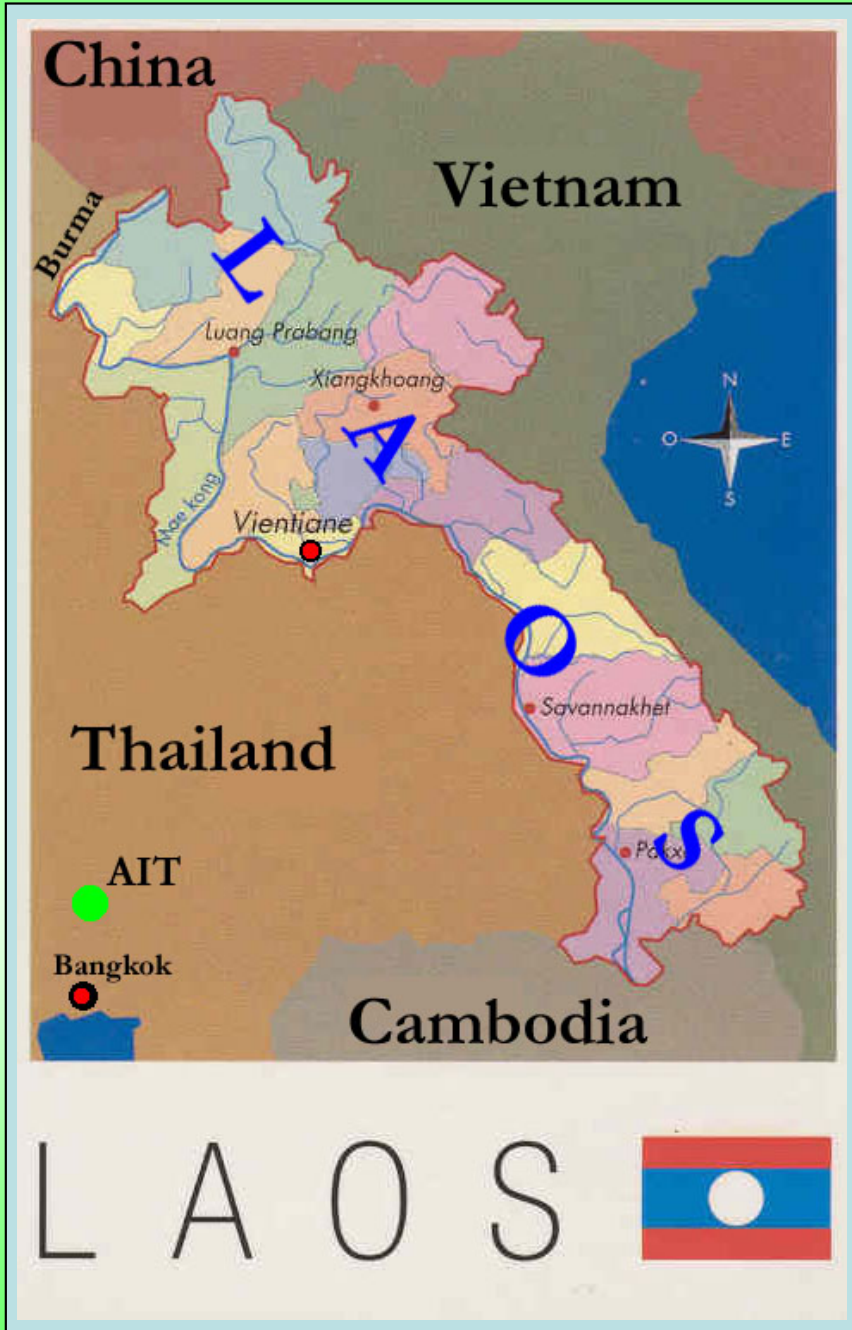 China
Vietnam
Burma
L
Luang Prabang
Xiangkhoang
A
N
O E
S
Mae kong
Vientiane
O
Savannakhet
Thailand
S
AIT
Bangkok
Cambodia
LAOS